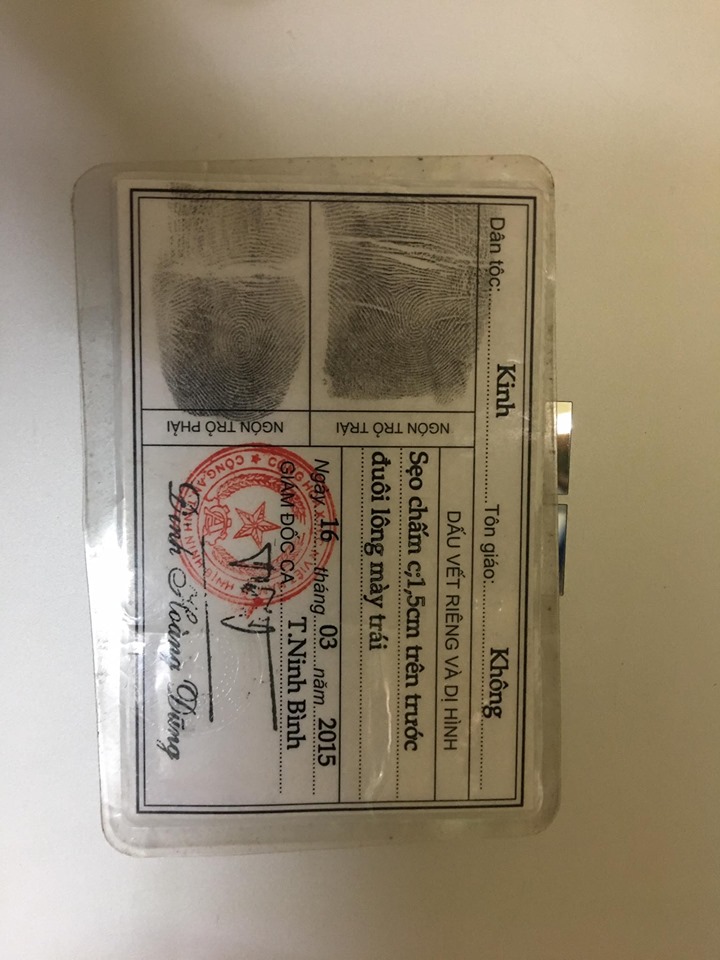 Dân tộc: Kinh Tôn giáo: Không
NGÓN TRỎ TRÁI
NGÓN TRỎ PHẢI
DẤU VẾT RIÊNG VÀ DỊ HÌNH
Sẹo chấm c;1,5cm trên trước
đuôi lông mày trái
Ngày 16 tháng 03 năm 2015
GIÁM ĐỐC CA T.Ninh Bình
Đinh Hoàng Dũng